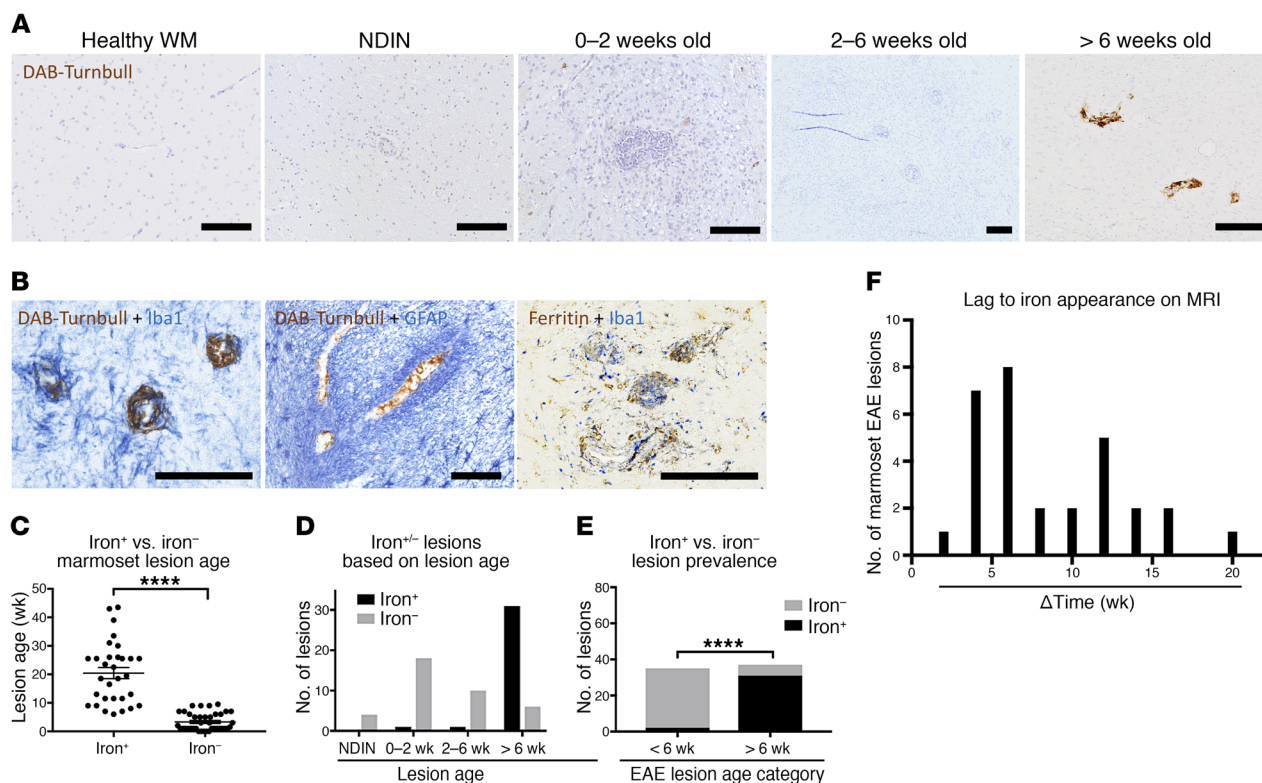 A
Healthy WM
NDIN
0–2 weeks old
2–6 weeks old
> 6 weeks old
DAB-Turnbull
B
DAB-Turnbull + Iba1
DAB-Turnbull + GFAP
Ferritin + Iba1
C
Iron⁺ vs. iron⁻
marmoset lesion age
****
Lesion age (wk)
50
40
30
20
10
0
Iron⁺
Iron⁻
D
Iron⁺/⁻ lesions
based on lesion age
Iron⁺
Iron⁻
No. of lesions
30
20
10
0
NDIN
0–2 wk
2–6 wk
> 6 wk
Lesion age
E
Iron⁺ vs. iron⁻
lesion prevalence
Iron⁻
Iron⁺
****
No. of lesions
80
60
40
20
0
< 6 wk
> 6 wk
EAE lesion age category
F
Lag to iron appearance on MRI
No. of marmoset EAE lesions
10
8
6
4
2
0
0
5
10
15
20
ΔTime (wk)